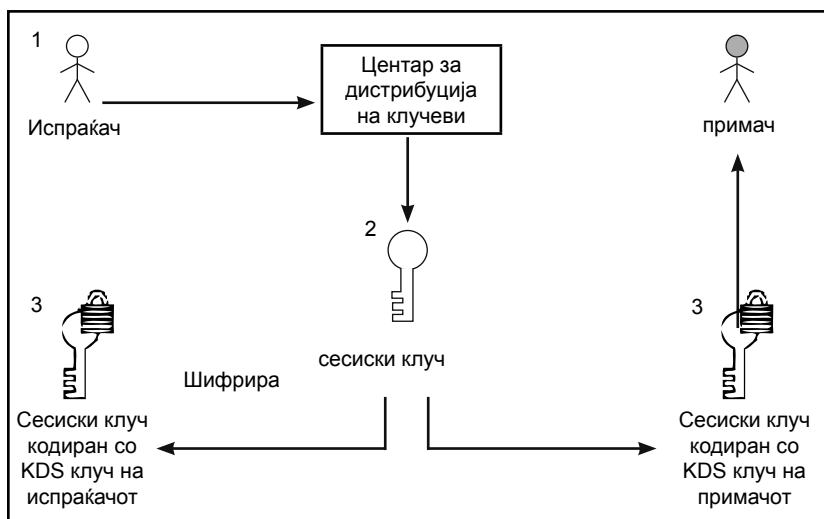 1
Испраќач
Центар за
дистрибуција
на клучеви
примач
2
сесиски клуч
Шифрира
3
Сесиски клуч
кодиран со
KDS клуч на
испраќачот
3
Сесиски клуч
кодиран со
KDS клуч на
примачот